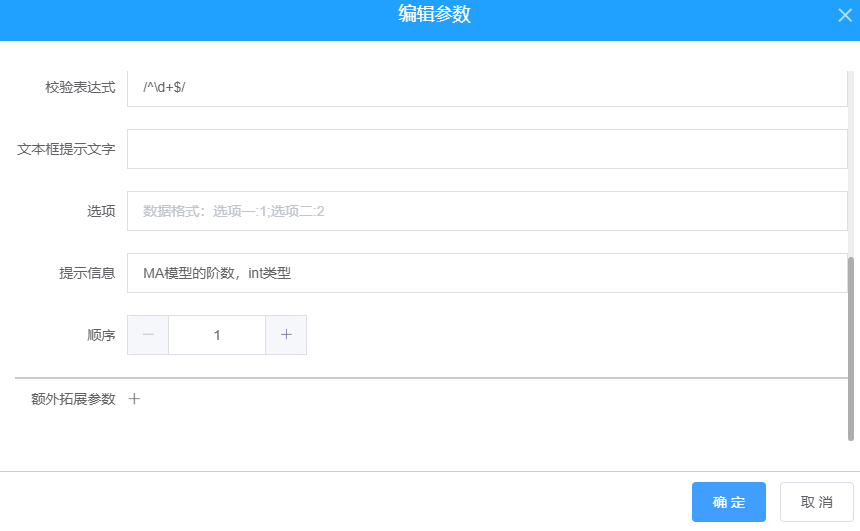 编辑参数
校验表达式 /^\d+$/
文本框提示文字
选项 数据格式：选项一:1;选项二:2
提示信息 MA模型的阶数，int类型
顺序 － 1 +
额外拓展参数 +
确 定 取 消